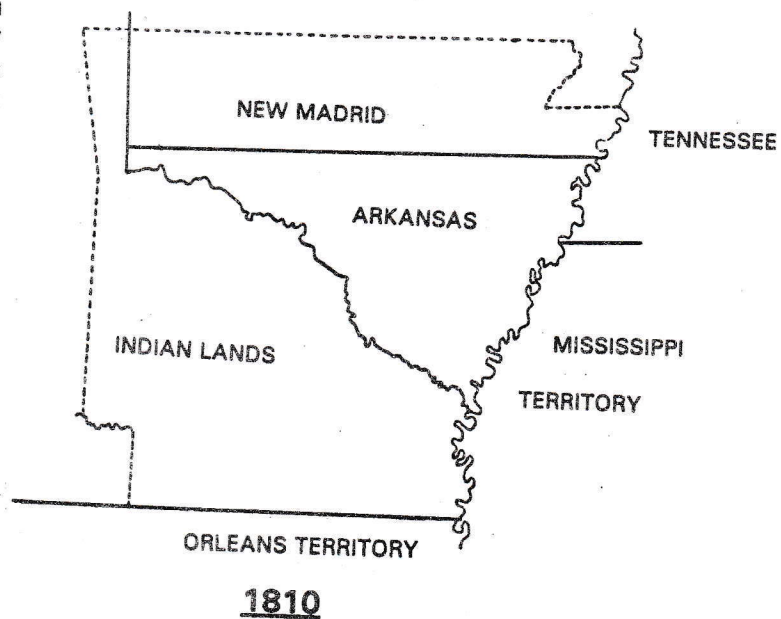 NEW MADRID
TENNESSEE
ARKANSAS
INDIAN LANDS
MISSISSIPPI
TERRITORY
ORLEANS TERRITORY
1810